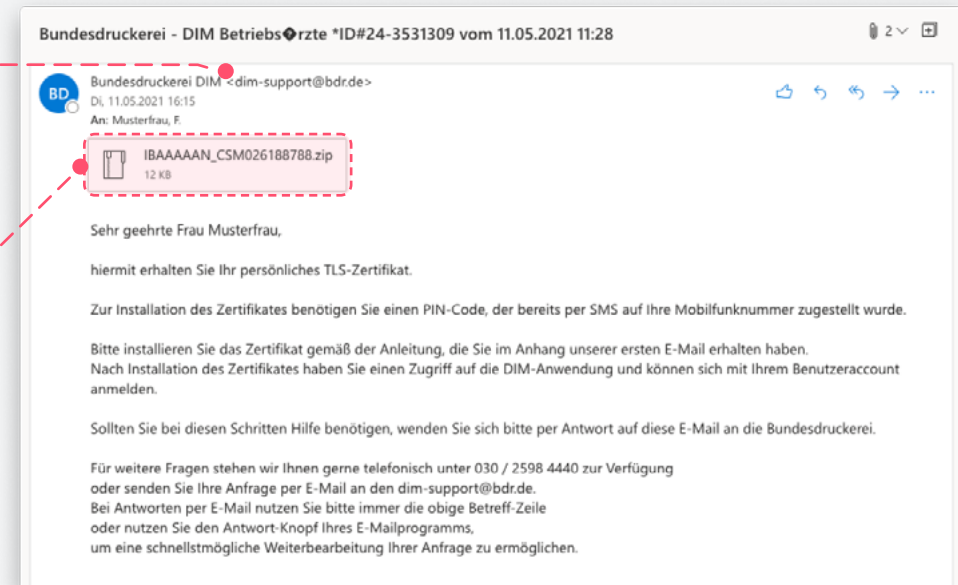 Bundesdruckerei - DIM Betriebs�rzte *ID#24-3531309 vom 11.05.2021 11:28
2
BD
Bundesdruckerei DIM <dim-support@bdr.de>
Di, 11.05.2021 16:15
An: Musterfrau, F.
IBAAAAAN_CSM026188788.zip
12 KB
Sehr geehrte Frau Musterfrau,
hiermit erhalten Sie Ihr persönliches TLS-Zertifikat.
Zur Installation des Zertifikates benötigen Sie einen PIN-Code, der bereits per SMS auf Ihre Mobilfunknummer zugestellt wurde.
Bitte installieren Sie das Zertifikat gemäß der Anleitung, die Sie im Anhang unserer ersten E-Mail erhalten haben.
Nach Installation des Zertifikates haben Sie einen Zugriff auf die DIM-Anwendung und können sich mit Ihrem Benutzeraccount
anmelden.
Sollten Sie bei diesen Schritten Hilfe benötigen, wenden Sie sich bitte per Antwort auf diese E-Mail an die Bundesdruckerei.
Für weitere Fragen stehen wir Ihnen gerne telefonisch unter 030 / 2598 4440 zur Verfügung
oder senden Sie Ihre Anfrage per E-Mail an den dim-support@bdr.de.
Bei Antworten per E-Mail nutzen Sie bitte immer die obige Betreff-Zeile
oder nutzen Sie den Antwort-Knopf Ihres E-Mailprogramms,
um eine schnellstmögliche Weiterbearbeitung Ihrer Anfrage zu ermöglichen.